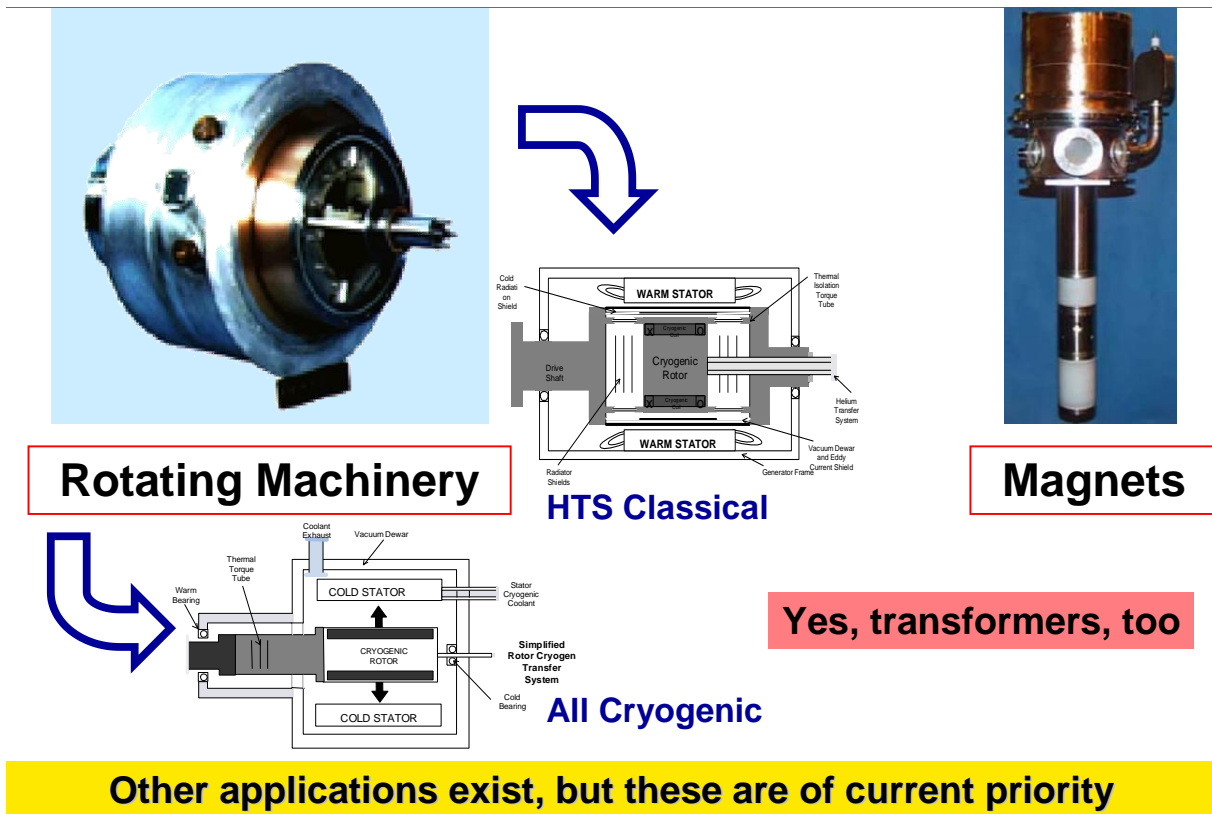 Cold
Radiati
on
Shield
WARM STATOR
Thermal
Isolation
Torque
Tube
X
Cryogenic
O
Drive
Shaft
Cryogenic
Rotor
X
Cryogenic
O
Helium
Transfer
System
WARM STATOR
Vacuum Dewar
and Eddy
Current Shield
Radiator
Shields
Generator Frame
Rotating Machinery
HTS Classical
Magnets
Coolant
Exhaust
Vacuum Dewar
Thermal
Torque
Tube
Warm
Bearing
COLD STATOR
Stator
Cryogenic
Coolant
CRYOGENIC
ROTOR
Simplified
Rotor Cryogen
Transfer
System
Cold
Bearing
COLD STATOR
All Cryogenic
Yes, transformers, too
Other applications exist, but these are of current priority